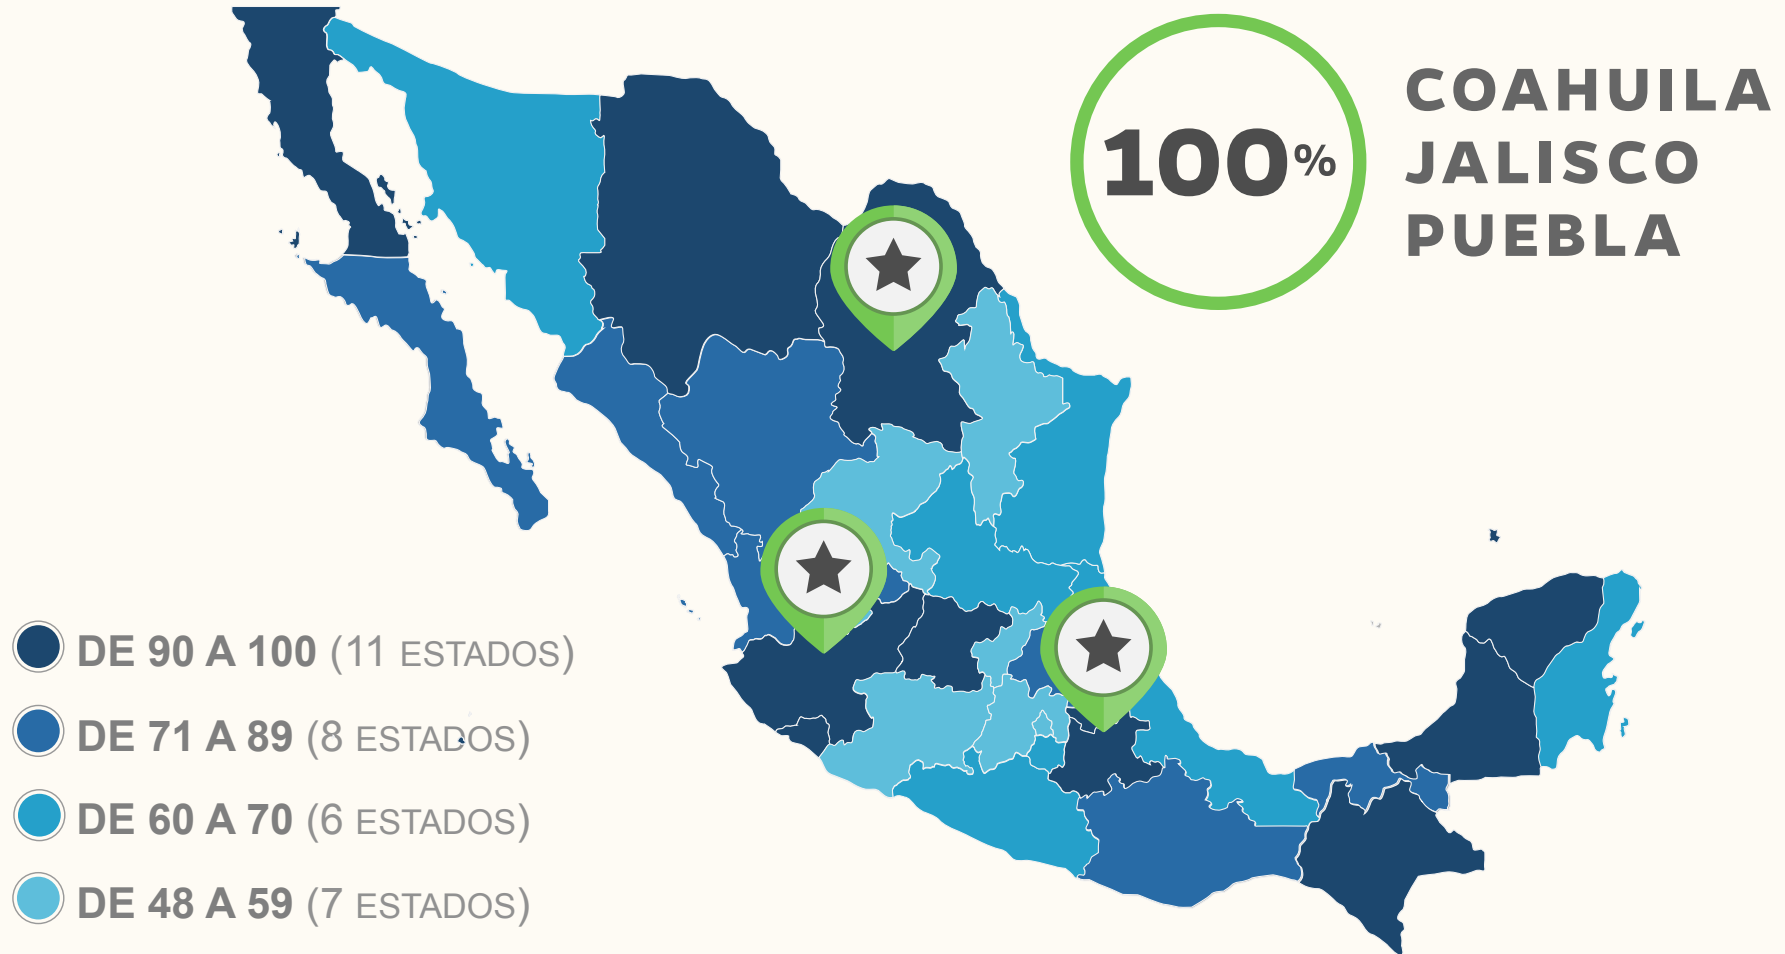 100%
COAHUILA
JALISCO
PUEBLA
DE 90 A 100 (11 ESTADOS)
DE 71 A 89 (8 ESTADOS)
DE 60 A 70 (6 ESTADOS)
DE 48 A 59 (7 ESTADOS)